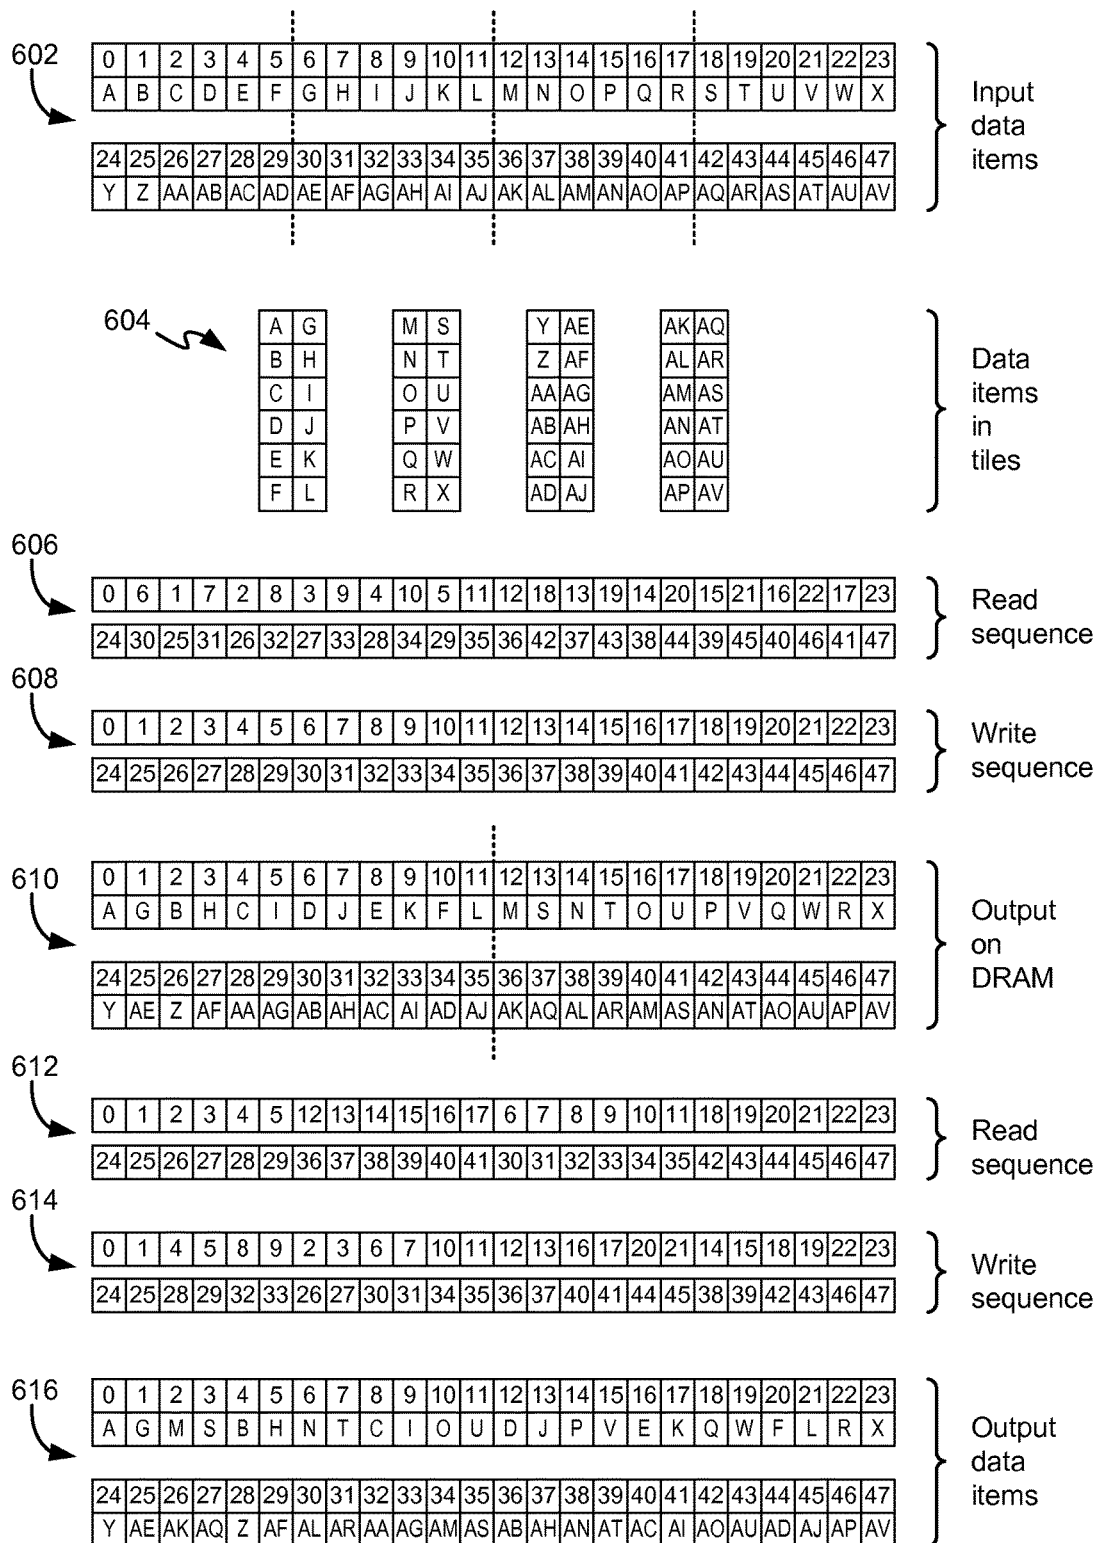 602
0 1 2 3 4 5 6 7 8 9 10 11 12 13 14 15 16 17 18 19 20 21 22 23
A B C D E F G H I J K L M N O P Q R S T U V W X
24 25 26 27 28 29 30 31 32 33 34 35 36 37 38 39 40 41 42 43 44 45 46 47
Y Z AA AB AC AD AE AF AG AH AI AJ AK AL AM AN AO AP AQ AR AS AT AU AV
Input
data
items
604
A G M S Y AE AK AQ
B H N T Z AF AL AR
C I O U AA AG AM AS
D J P V AB AH AN AT
E K Q W AC AI AO AU
F L R X AD AJ AP AV
Data
items
in
tiles
606
0 6 1 7 2 8 3 9 4 10 5 11 12 18 13 19 14 20 15 21 16 22 17 23
24 30 25 31 26 32 27 33 28 34 29 35 36 42 37 43 38 44 39 45 40 46 41 47
Read
sequence
608
0 1 2 3 4 5 6 7 8 9 10 11 12 13 14 15 16 17 18 19 20 21 22 23
24 25 26 27 28 29 30 31 32 33 34 35 36 37 38 39 40 41 42 43 44 45 46 47
Write
sequence
610
0 1 2 3 4 5 6 7 8 9 10 11 12 13 14 15 16 17 18 19 20 21 22 23
A G B H C I D J E K F L M S N T O U P V Q W R X
24 25 26 27 28 29 30 31 32 33 34 35 36 37 38 39 40 41 42 43 44 45 46 47
Y AE Z AF AA AG AB AH AC AI AD AJ AK AQ AL AR AM AS AN AT AO AU AP AV
Output
on
DRAM
612
0 1 2 3 4 5 12 13 14 15 16 17 6 7 8 9 10 11 18 19 20 21 22 23
24 25 26 27 28 29 36 37 38 39 40 41 30 31 32 33 34 35 42 43 44 45 46 47
Read
sequence
614
0 1 4 5 8 9 2 3 6 7 10 11 12 13 16 17 20 21 14 15 18 19 22 23
24 25 28 29 32 33 26 27 30 31 34 35 36 37 40 41 44 45 38 39 42 43 46 47
Write
sequence
616
0 1 2 3 4 5 6 7 8 9 10 11 12 13 14 15 16 17 18 19 20 21 22 23
A G M S B H N T C I O U D J P V E K Q W F L R X
24 25 26 27 28 29 30 31 32 33 34 35 36 37 38 39 40 41 42 43 44 45 46 47
Y AE AK AQ Z AF AL AR AA AG AM AS AB AH AN AT AC AI AO AU AD AJ AP AV
Output
data
items